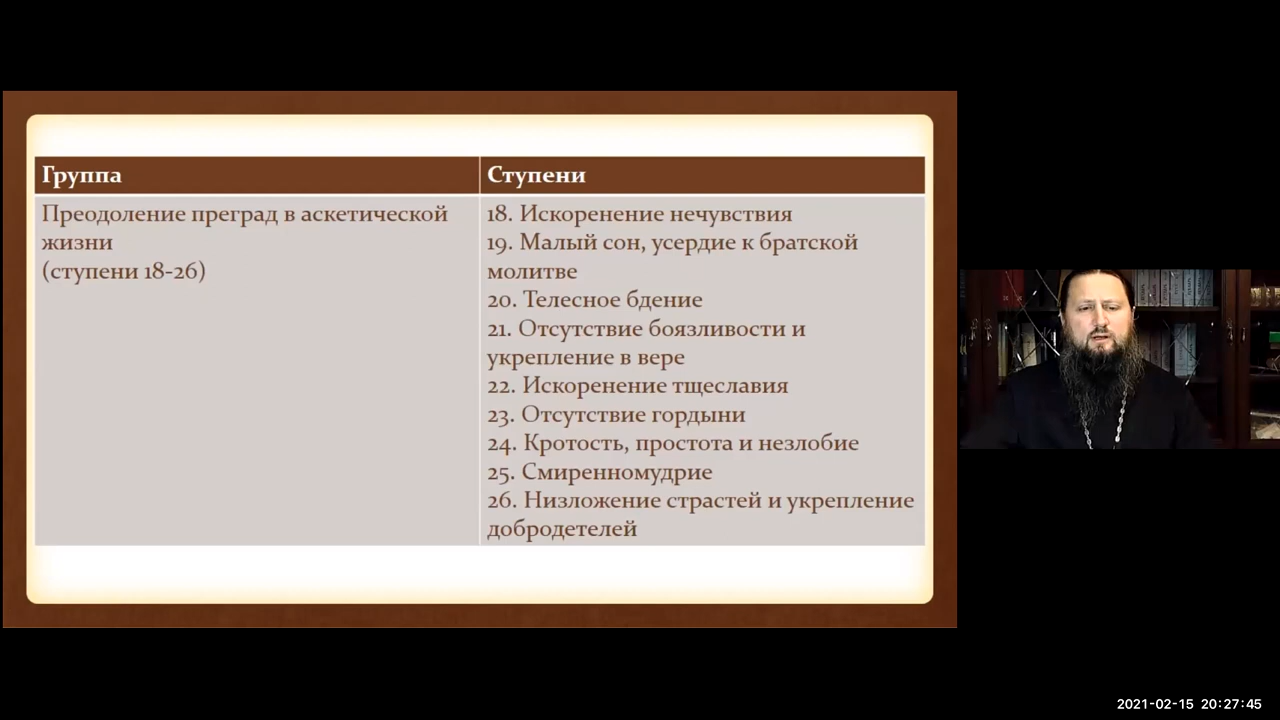 Группа
Ступени
Преодоление преград в аскетической
жизни
(ступени 18-26)
18. Искоренение нечувствия
19. Малый сон, усердие к братской
молитве
20. Телесное бдение
21. Отсутствие боязливости и
укрепление в вере
22. Искоренение тщеславия
23. Отсутствие гордыни
24. Кротость, простота и незлобие
25. Смиренномудрие
26. Низложение страстей и укрепление
добродетелей
2021-02-15 20:27:45